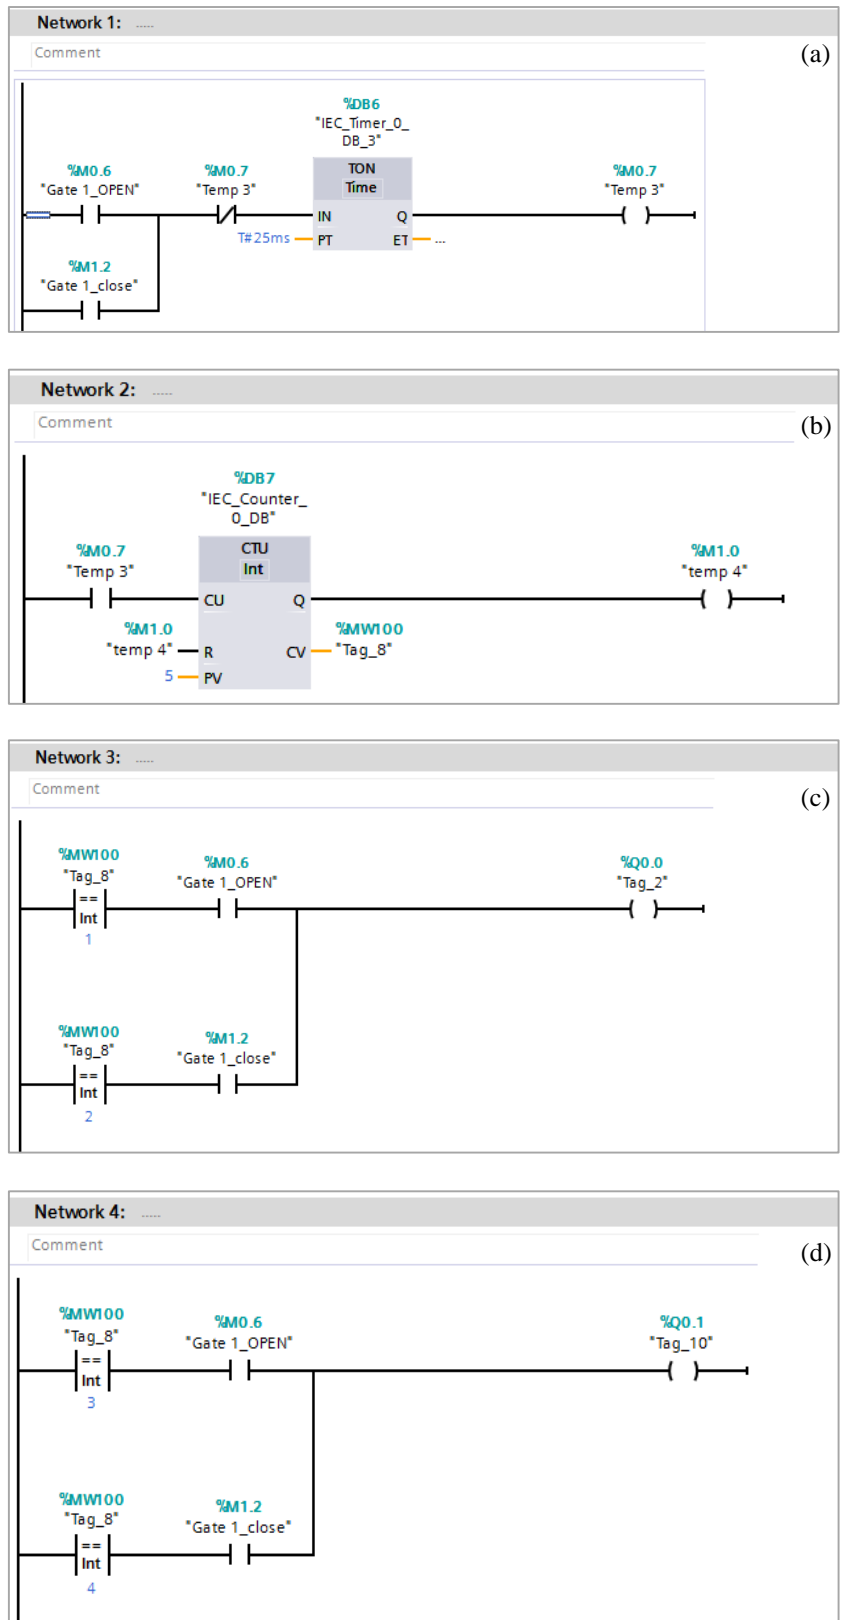 Network 1: .....
Comment
(a)
%DB6
"IEC_Timer_0_
DB_3"
%M0.6
"Gate 1_OPEN"
%M0.7
"Temp 3"
TON
Time
%M0.7
"Temp 3"
IN Q
T#25ms PT ET ...
%M1.2
"Gate 1_close"
Network 2: .....
Comment
(b)
%DB7
"IEC_Counter_
0_DB"
%M0.7
"Temp 3"
CTU
Int
%M1.0
"temp 4"
CU Q
%M1.0
"temp 4" R
CV
%MW100
"Tag_8"
5 PV
Network 3: .....
Comment
(c)
%MW100
"Tag_8"
==
Int
1
%M0.6
"Gate 1_OPEN"
%Q0.0
"Tag_2"
%MW100
"Tag_8"
==
Int
2
%M1.2
"Gate 1_close"
Network 4: .....
Comment
(d)
%MW100
"Tag_8"
==
Int
3
%M0.6
"Gate 1_OPEN"
%Q0.1
"Tag_10"
%MW100
"Tag_8"
==
Int
4
%M1.2
"Gate 1_close"